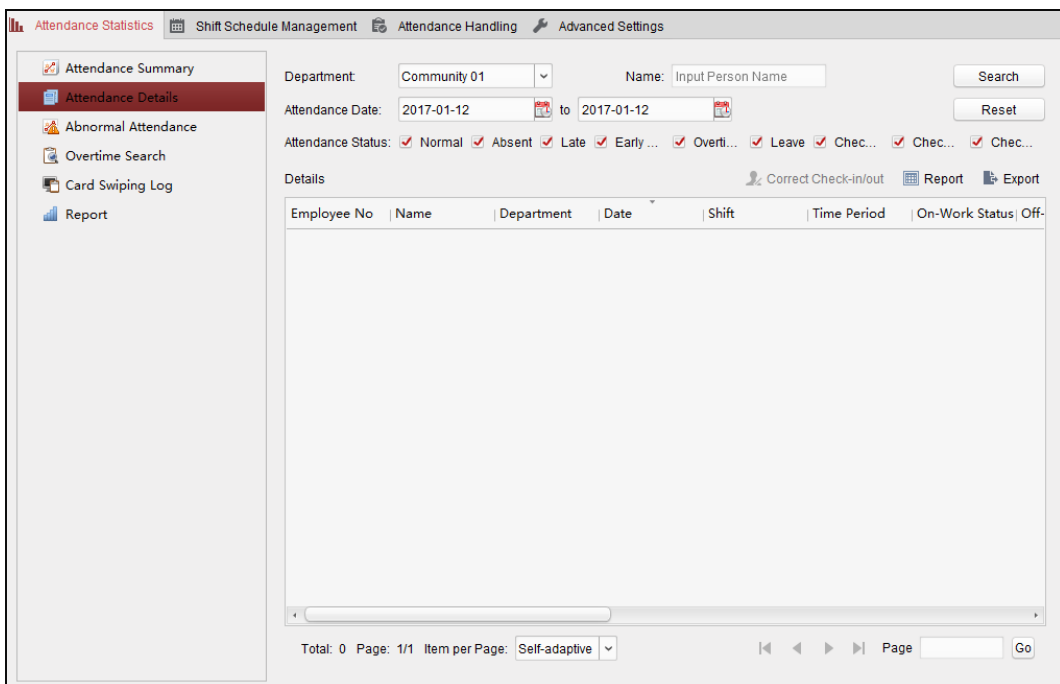 Attendance Statistics Shift Schedule Management Attendance Handling Advanced Settings
Attendance Summary
Attendance Details
Abnormal Attendance
Overtime Search
Card Swiping Log
Report
Department: Community 01 Name: Input Person Name Search
Attendance Date: 2017-01-12 to 2017-01-12 Reset
Attendance Status: Normal Absent Late Early ... Overti... Leave Chec... Chec... Chec...
Details Correct Check-in/out Report Export
Employee No Name Department Date Shift Time Period On-Work Status Off-
Total: 0 Page: 1/1 Item per Page: Self-adaptive Page Go